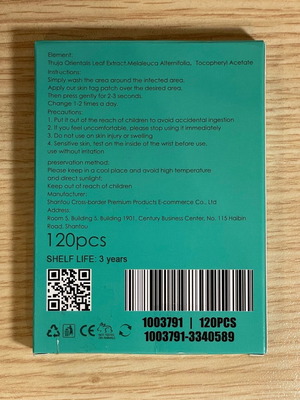 Element:
Thuja Orientalis Leaf Extract,Melaleuca Alternifolia, Tocopheryl Acetate
Instructions:
Simply wash the area around the infected area.
Apply our skin tag patch over the desired area.
Then press gently for 2-3 seconds.
Change 1-2 times a day.
Precautions:
1. Put it out of the reach of children to avoid accidental ingestion
2. If you feel uncomfortable, please stop using it immediately
3. Do not use on skin injury or swelling
4. Sensitive skin, test on the inside of the wrist before use.
use without irritation
preservation method:
Please keep in a cool place and avoid high temperature
and direct sunlight;
Keep out of reach of children
Manufacturer:
Shantou Cross-border Premium Products E-commerce Co., Ltd
Address:
Room 5, Building 5, Building 1901, Century Business Center, No. 115 Haibin
Road, Shantou
120pcs
SHELF LIFE: 3 years
CE
1003791 | 120PCS
1003791-3340589